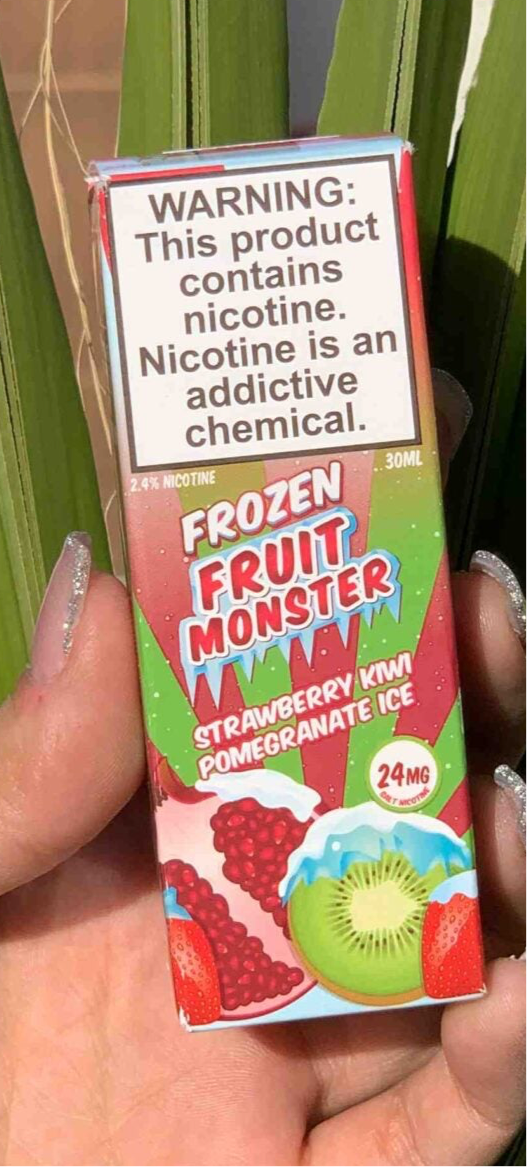 WARNING:
This product
contains
nicotine.
Nicotine is an
addictive
chemical.
2.4% NICOTINE
30ML
FROZEN
FRUIT
MONSTER
STRAWBERRY KIWI
POMEGRANATE ICE
24MG
SALT NICOTINE